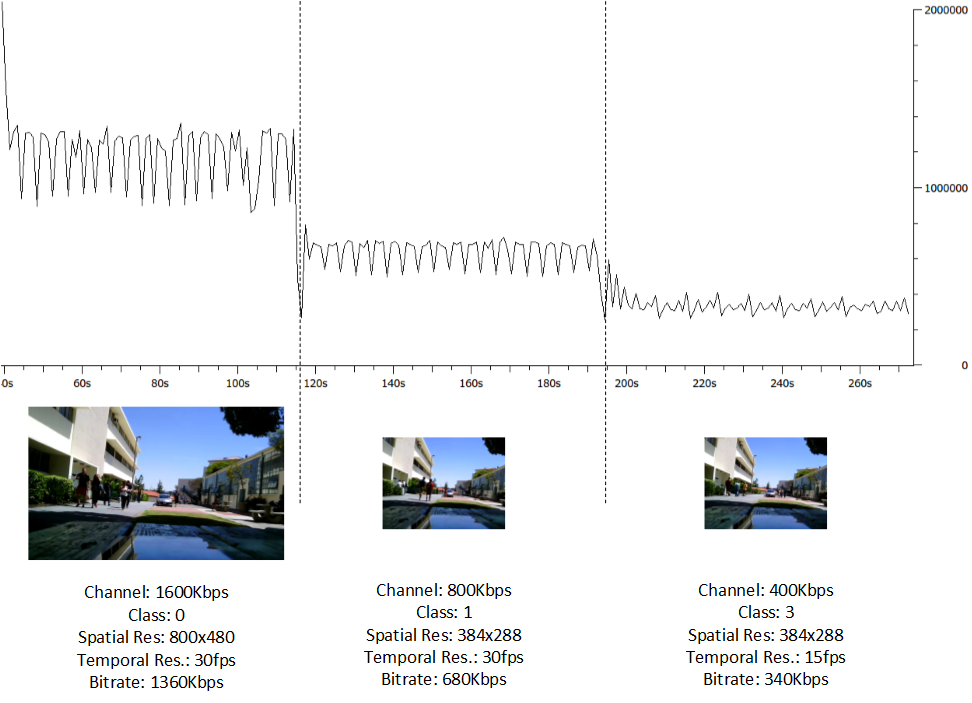 2000000
1000000
0
0s 60s 80s 100s 120s 140s 160s 180s 200s 220s 240s 260s
Channel: 1600Kbps
Class: 0
Spatial Res: 800x480
Temporal Res.: 30fps
Bitrate: 1360Kbps
Channel: 800Kbps
Class: 1
Spatial Res: 384x288
Temporal Res.: 30fps
Bitrate: 680Kbps
Channel: 400Kbps
Class: 3
Spatial Res: 384x288
Temporal Res.: 15fps
Bitrate: 340Kbps